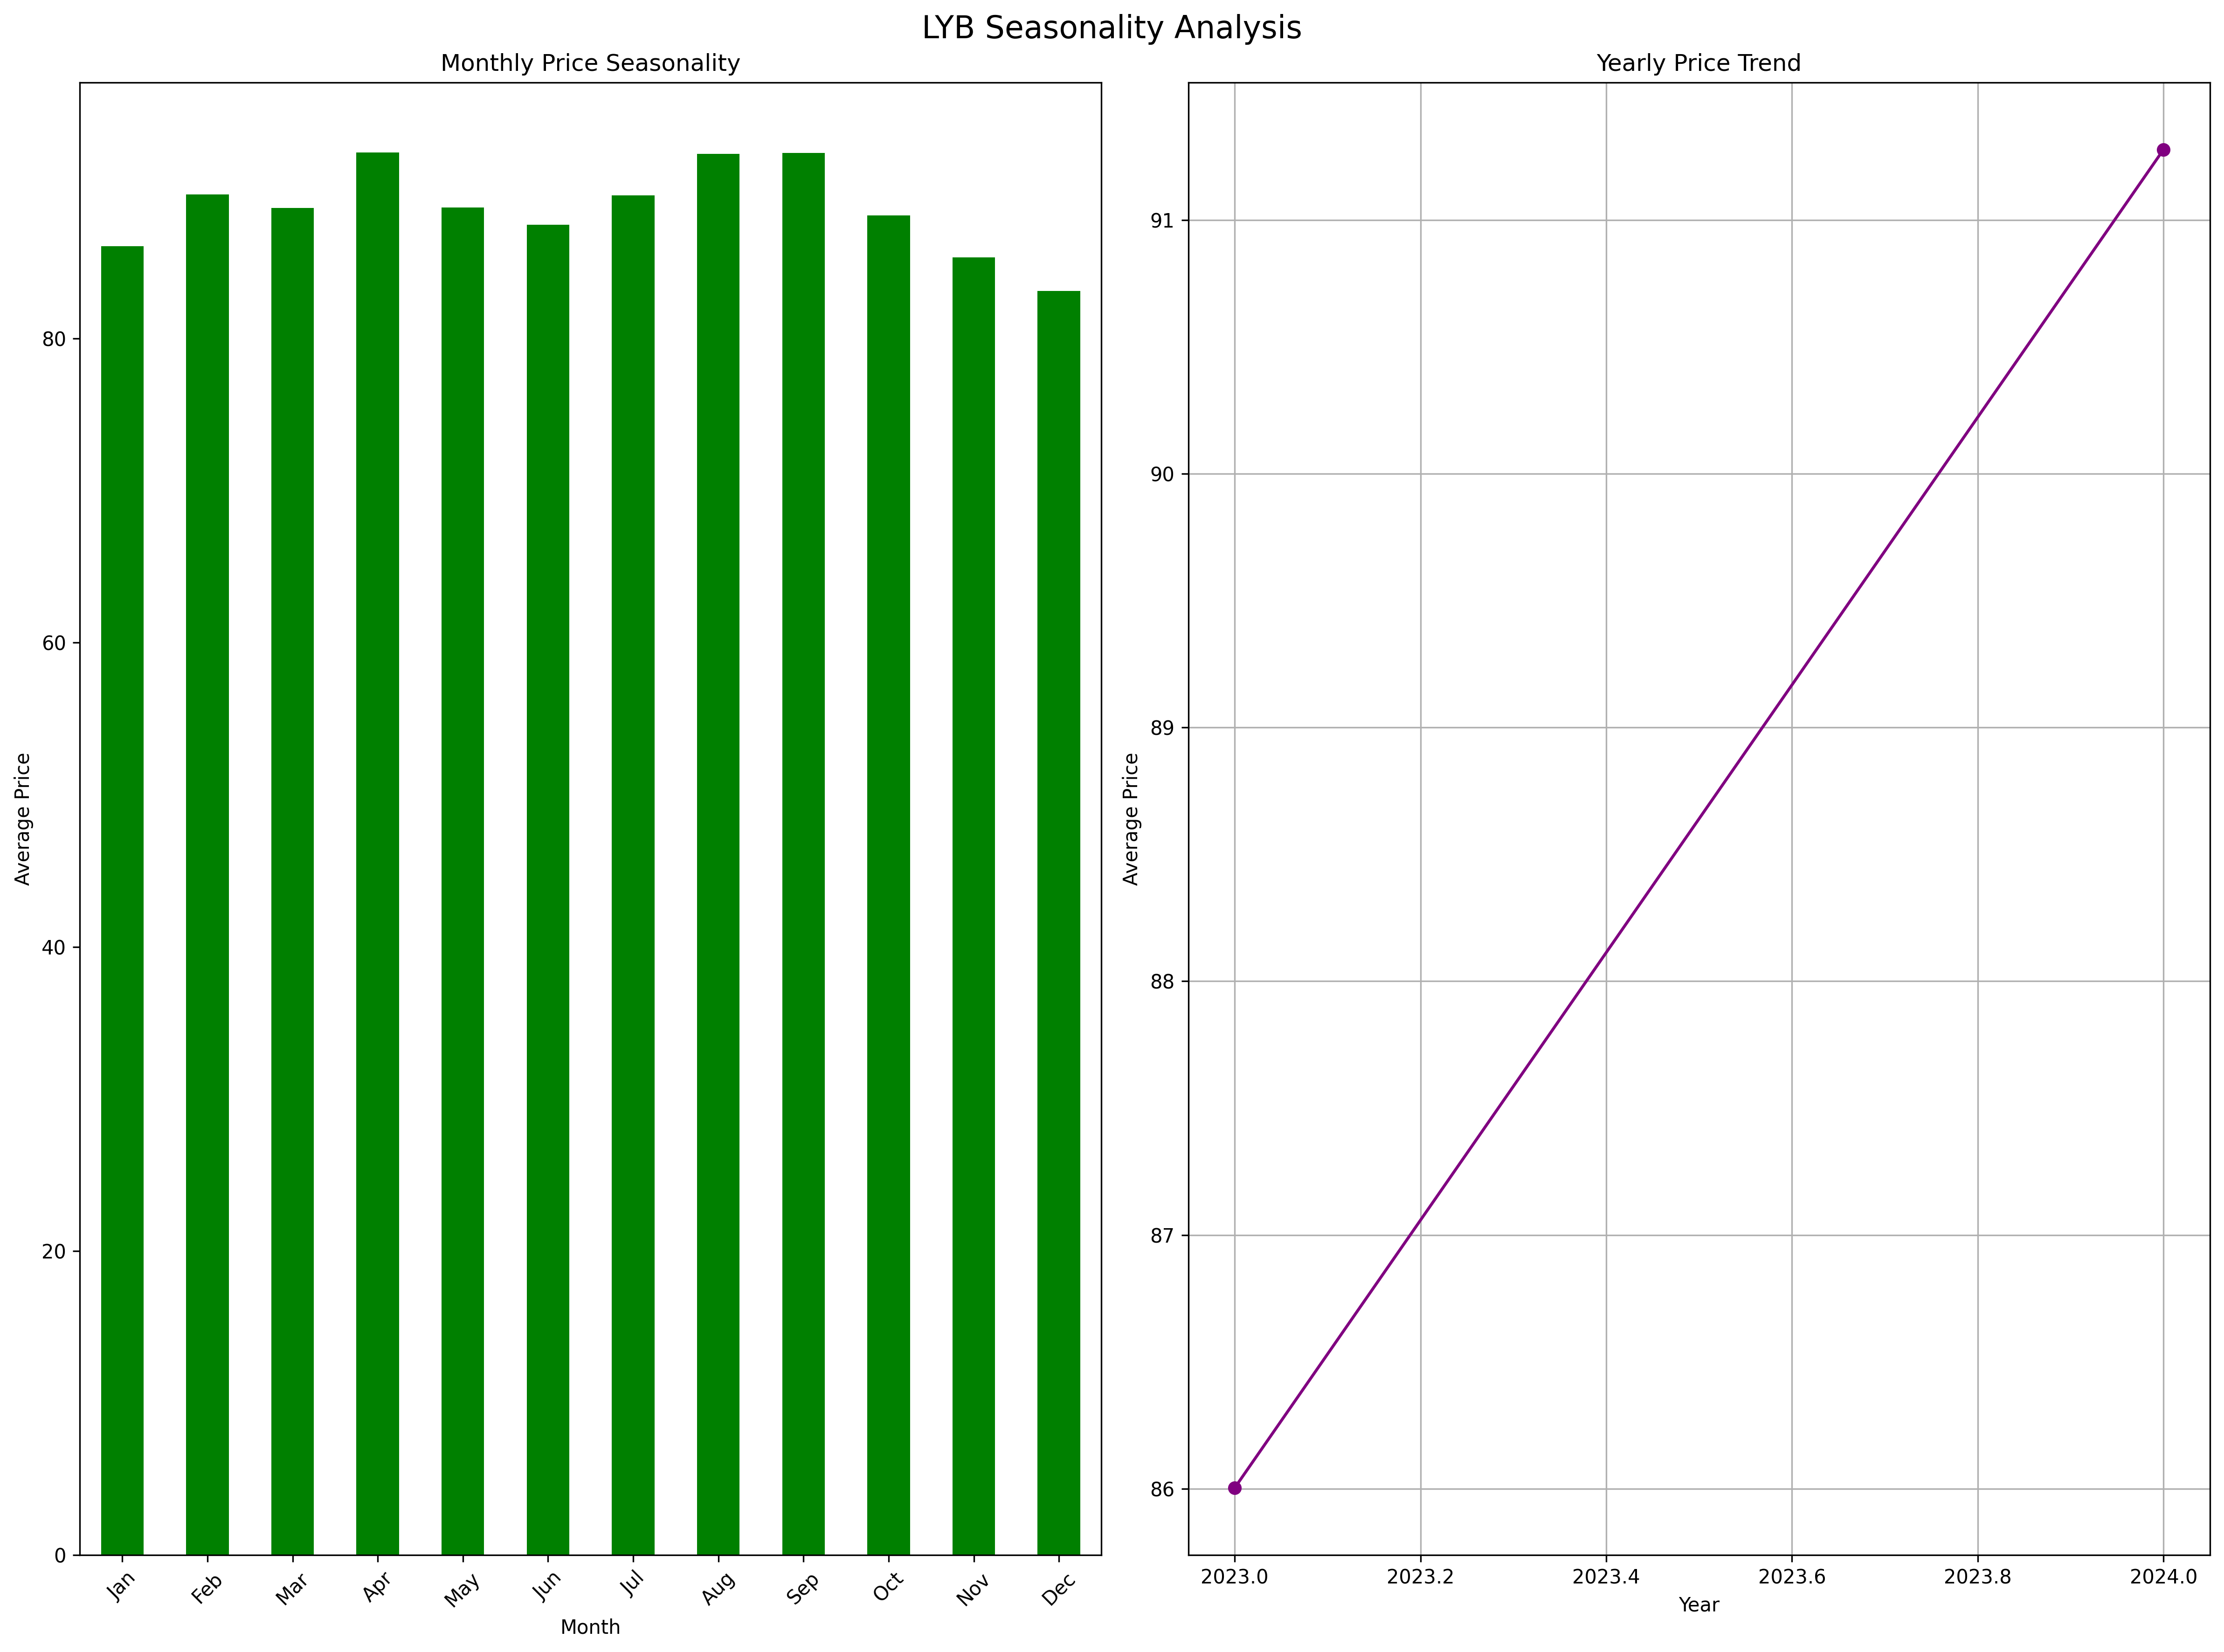 LYB Seasonality Analysis
Monthly Price Seasonality
Average Price
80
60
40
20
0
Jan Feb Mar Apr May Jun Jul Aug Sep Oct Nov Dec
Month
Yearly Price Trend
Average Price
91
90
89
88
87
86
2023.0 2023.2 2023.4 2023.6 2023.8 2024.0
Year